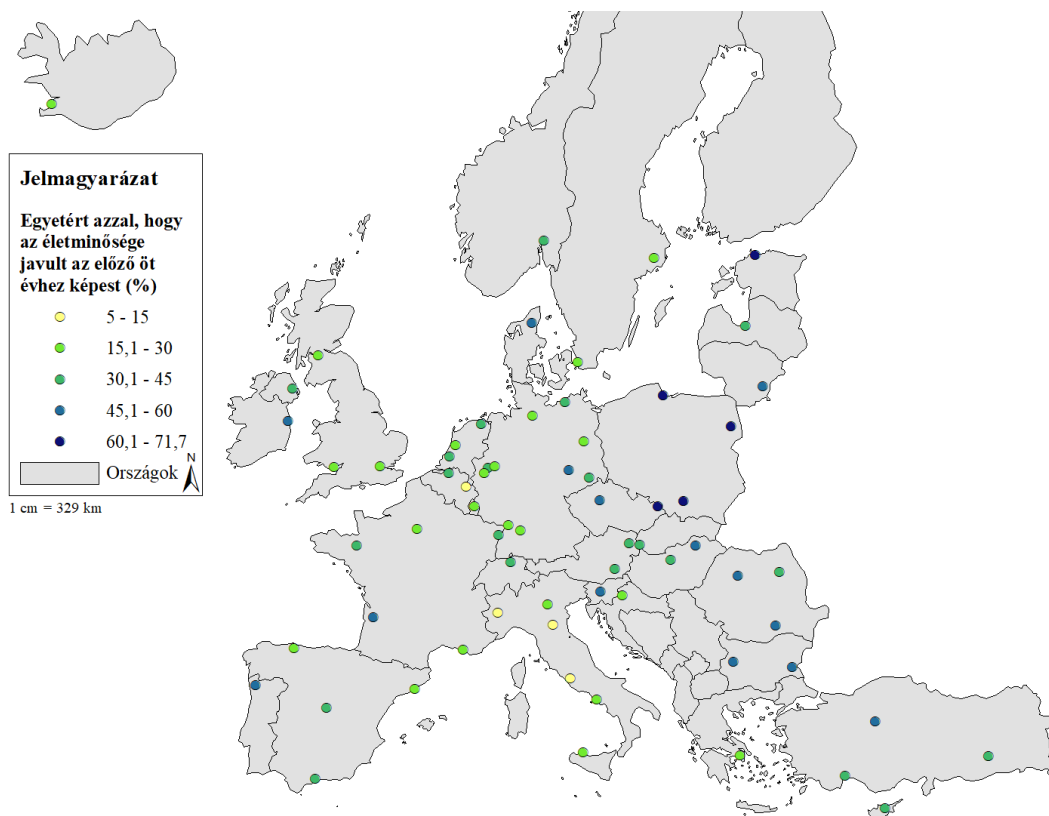 Jelmagyarázat
Egyetért azzal, hogy
az életminősége
javult az előző öt
évhez képest (%)
5 - 15
15,1 - 30
30,1 - 45
45,1 - 60
60,1 - 71,7
Országok
N
1 cm = 329 km